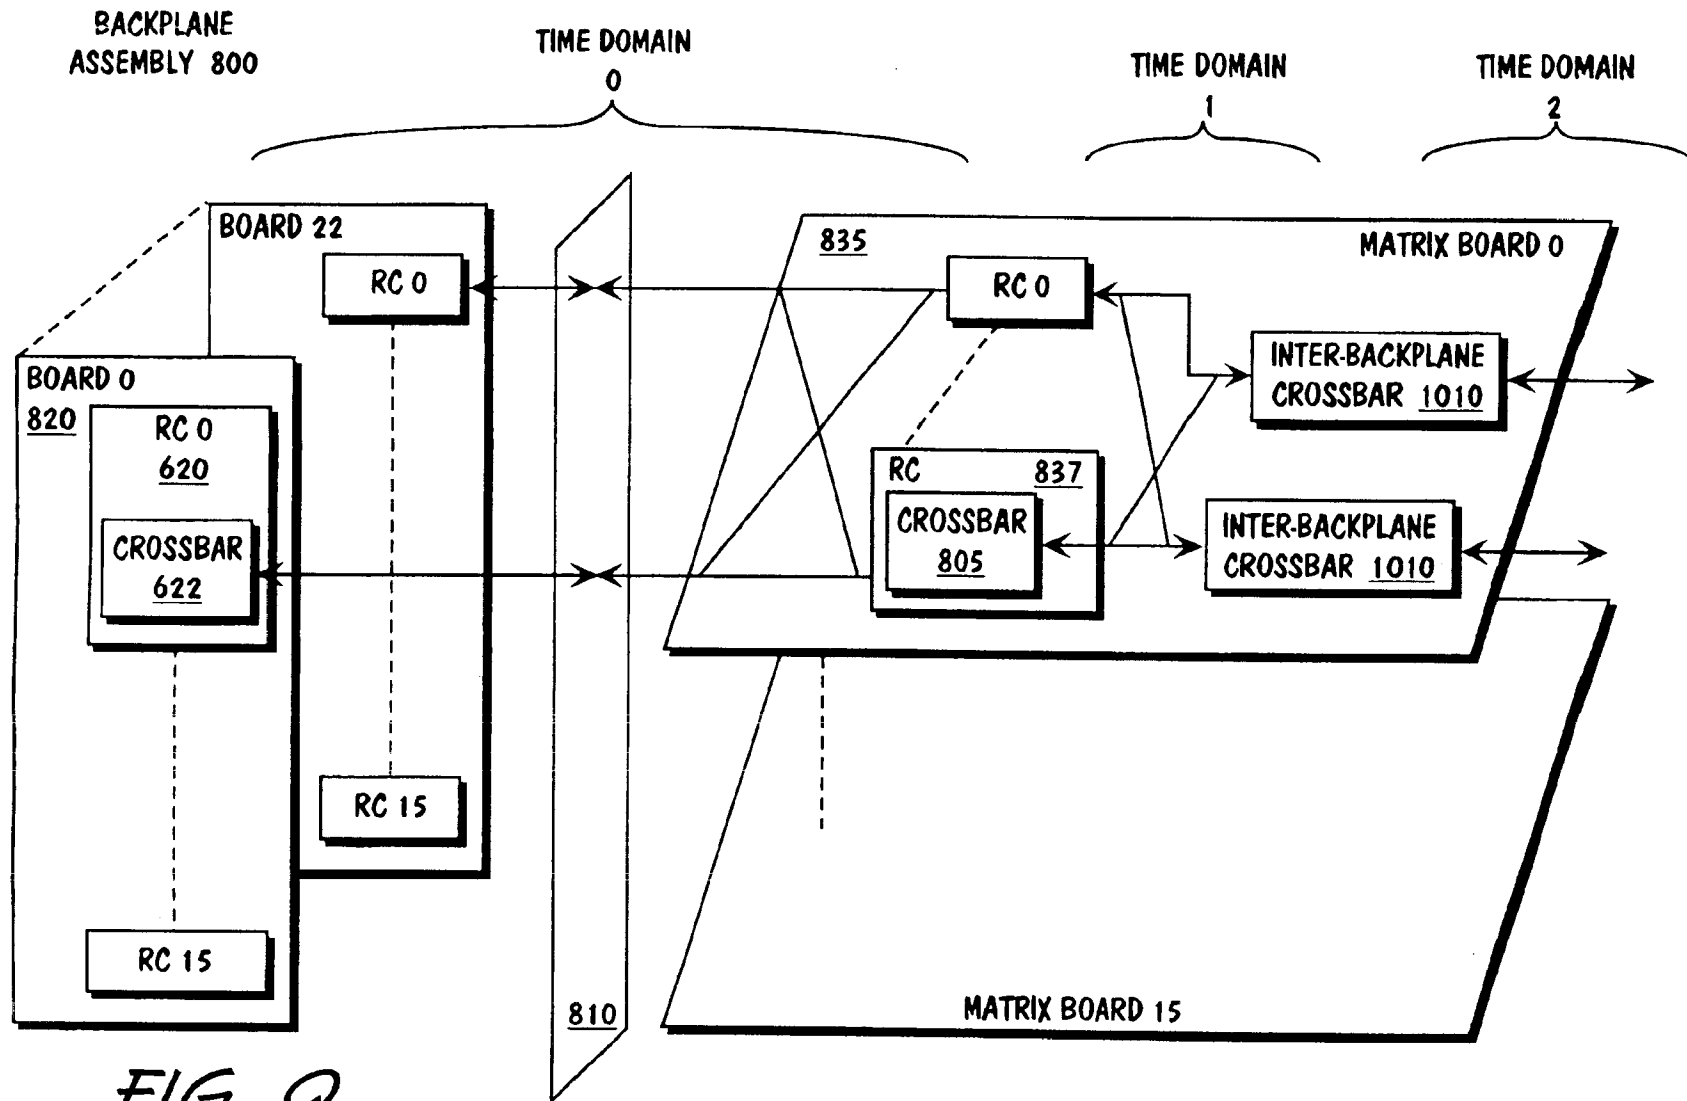 BACKPLANE
ASSEMBLY 800
TIME DOMAIN
0
TIME DOMAIN
1
TIME DOMAIN
2
BOARD 22
RC 0
RC 15
BOARD 0
820
RC 0
620
CROSSBAR
622
RC 15
810
835
MATRIX BOARD 0
RC 0
INTER-BACKPLANE
CROSSBAR 1010
RC
837
CROSSBAR
805
INTER-BACKPLANE
CROSSBAR 1010
MATRIX BOARD 15
FIG. 9